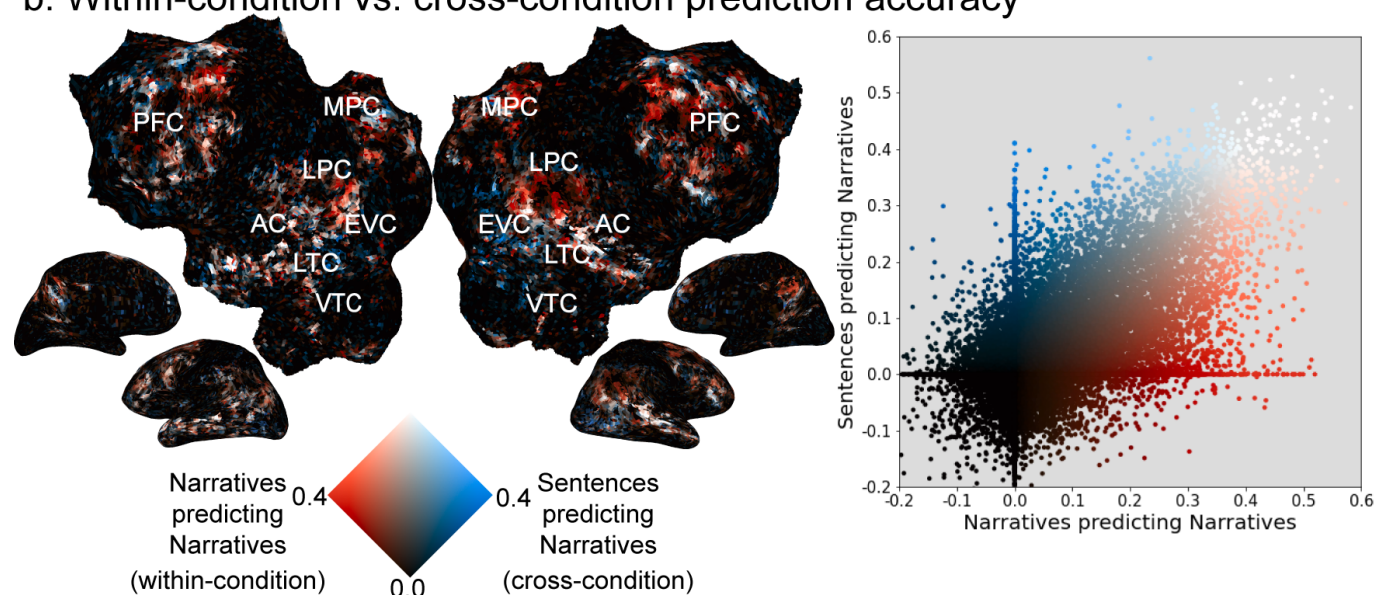 b. Within-condition vs. cross-condition prediction accuracy
PFC
MPC
LPC
AC
EVC
LTC
VTC
MPC
PFC
LPC
EVC
AC
LTC
VTC
Narratives
predicting
Narratives
(within-condition)
0.4
0.4
0.0
Sentences
predicting
Narratives
(cross-condition)
Sentences predicting Narratives
0.6
0.5
0.4
0.3
0.2
0.1
0.0
-0.1
-0.2
-0.2
-0.1
0.0
0.1
0.2
0.3
0.4
0.5
0.6
Narratives predicting Narratives